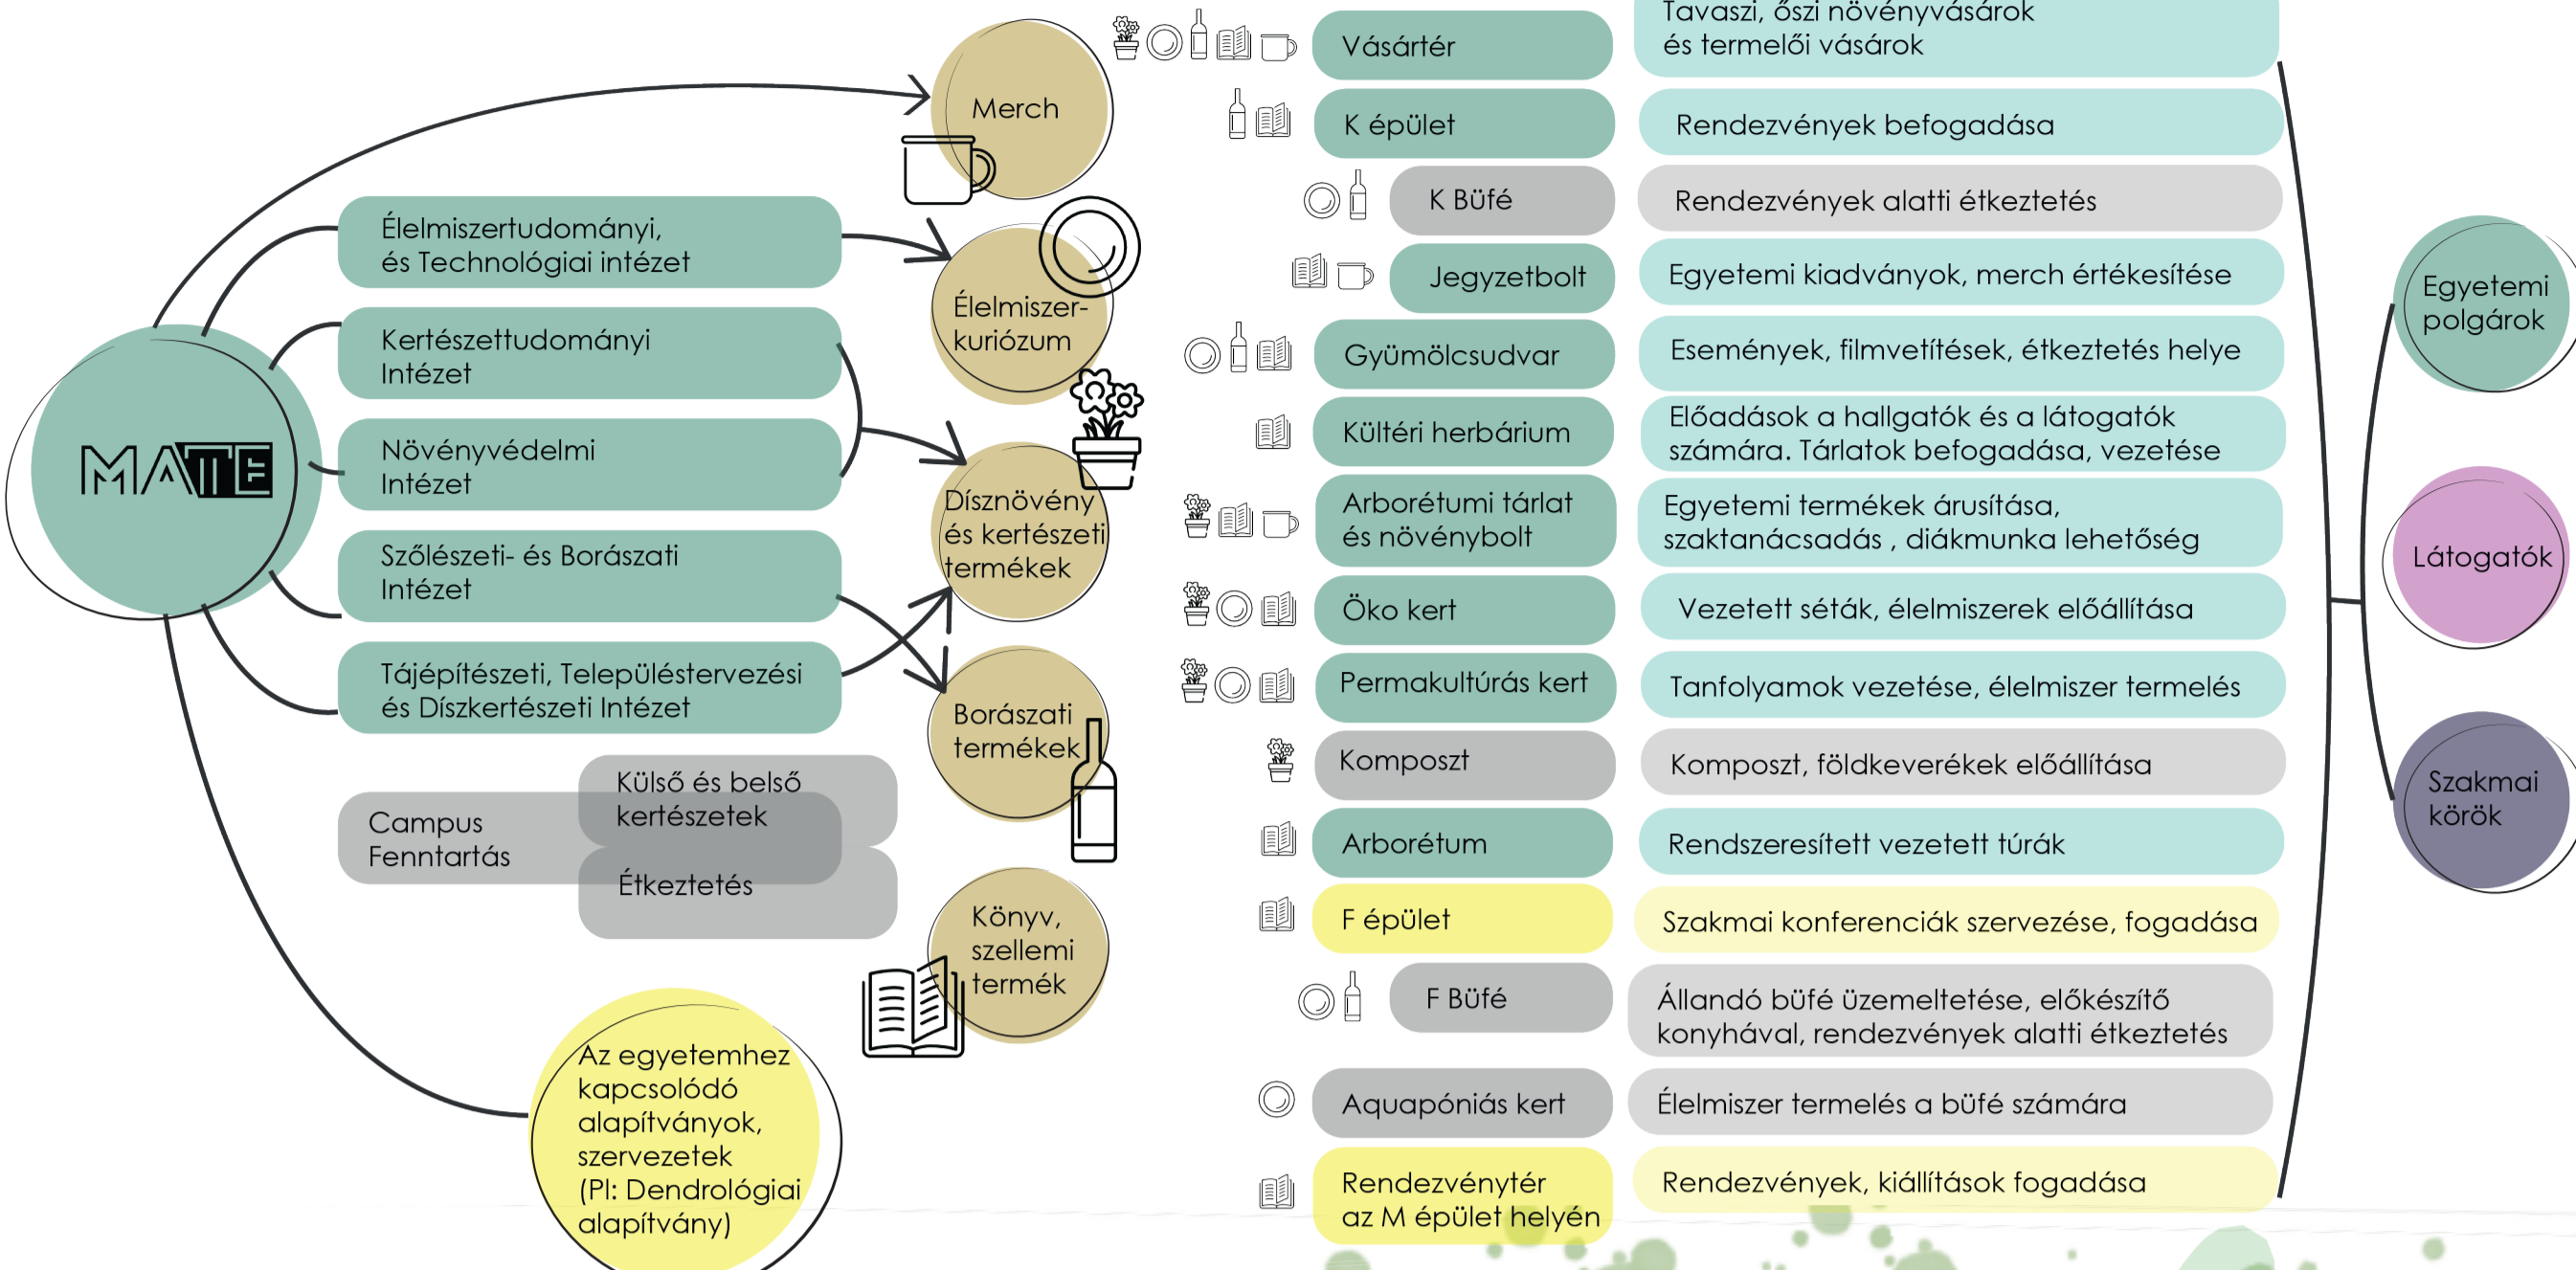 MATE
Élelmiszertudományi,
és Technológiai intézet
Kertészettudományi
Intézet
Növényvédelmi
Intézet
Szőlészeti- és Borászati
Intézet
Tájépítészeti, Településtervezési
és Díszkertészeti Intézet
Campus
Fenntartás
Külső és belső
kertészetek
Étkeztetés
Az egyetemhez
kapcsolódó
alapítványok,
szervezetek
(Pl: Dendrológiai
alapítvány)
Merch
Élelmiszer-
kuriózum
Dísznövény
és kertészeti
termékek
Borászati
termékek
Könyv,
szellemi
termék
Vásártér
Tavaszi, őszi növényvásárok
és termelői vásárok
K épület
Rendezvények befogadása
K Büfé
Rendezvények alatti étkeztetés
Jegyzetbolt
Egyetemi kiadványok, merch értékesítése
Gyümölcsudvar
Események, filmvetítések, étkeztetés helye
Kültéri herbárium
Előadások a hallgatók és a látogatók
számára. Tárlatok befogadása, vezetése
Arborétumi tárlat
és növénybolt
Egyetemi termékek árusítása,
szaktanácsadás , diákmunka lehetőség
Öko kert
Vezetett séták, élelmiszerek előállítása
Permakultúrás kert
Tanfolyamok vezetése, élelmiszer termelés
Komposzt
Komposzt, földkeverékek előállítása
Arborétum
Rendszeresített vezetett túrák
F épület
Szakmai konferenciák szervezése, fogadása
F Büfé
Állandó büfé üzemeltetése, előkészítő
konyhával, rendezvények alatti étkeztetés
Aquapóniás kert
Élelmiszer termelés a büfé számára
Rendezvénytér
az M épület helyén
Rendezvények, kiállítások fogadása
Egyetemi
polgárok
Látogatók
Szakmai
körök